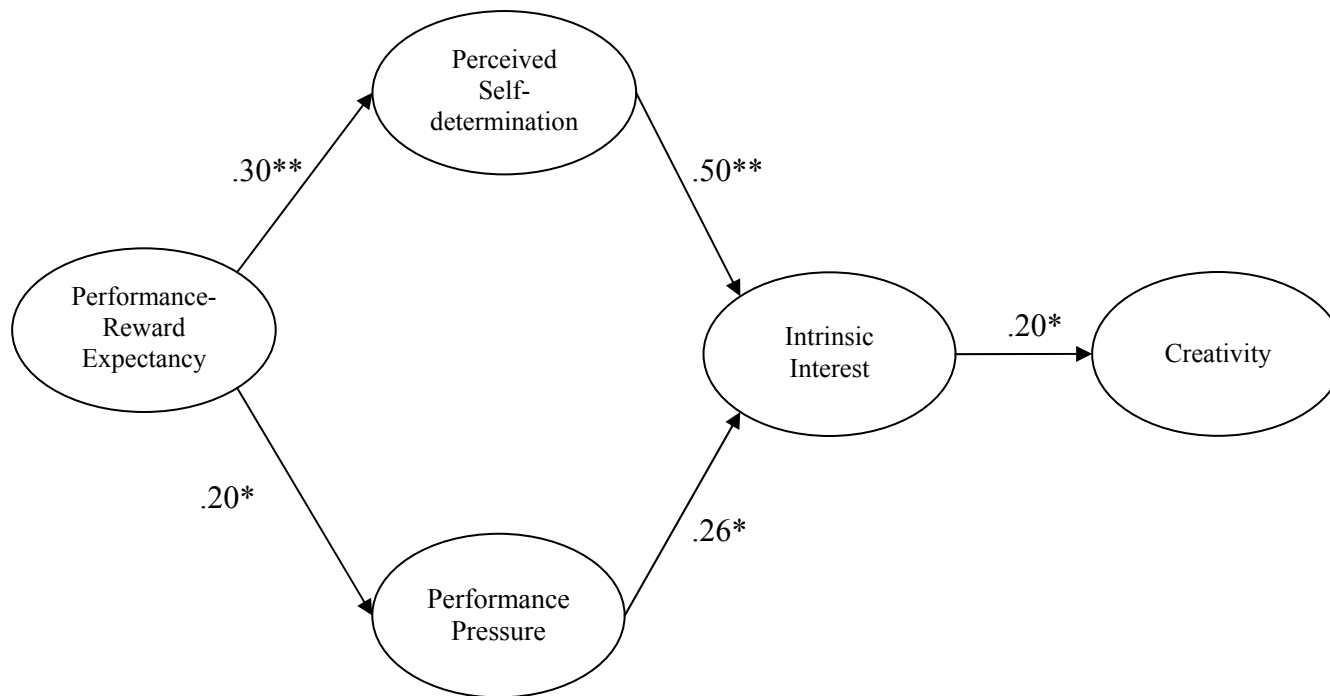 Perceived
Self-
determination
.30**
.50**
Performance-
Reward
Expectancy
Intrinsic
Interest
.20*
Creativity
.20*
.26*
Performance
Pressure